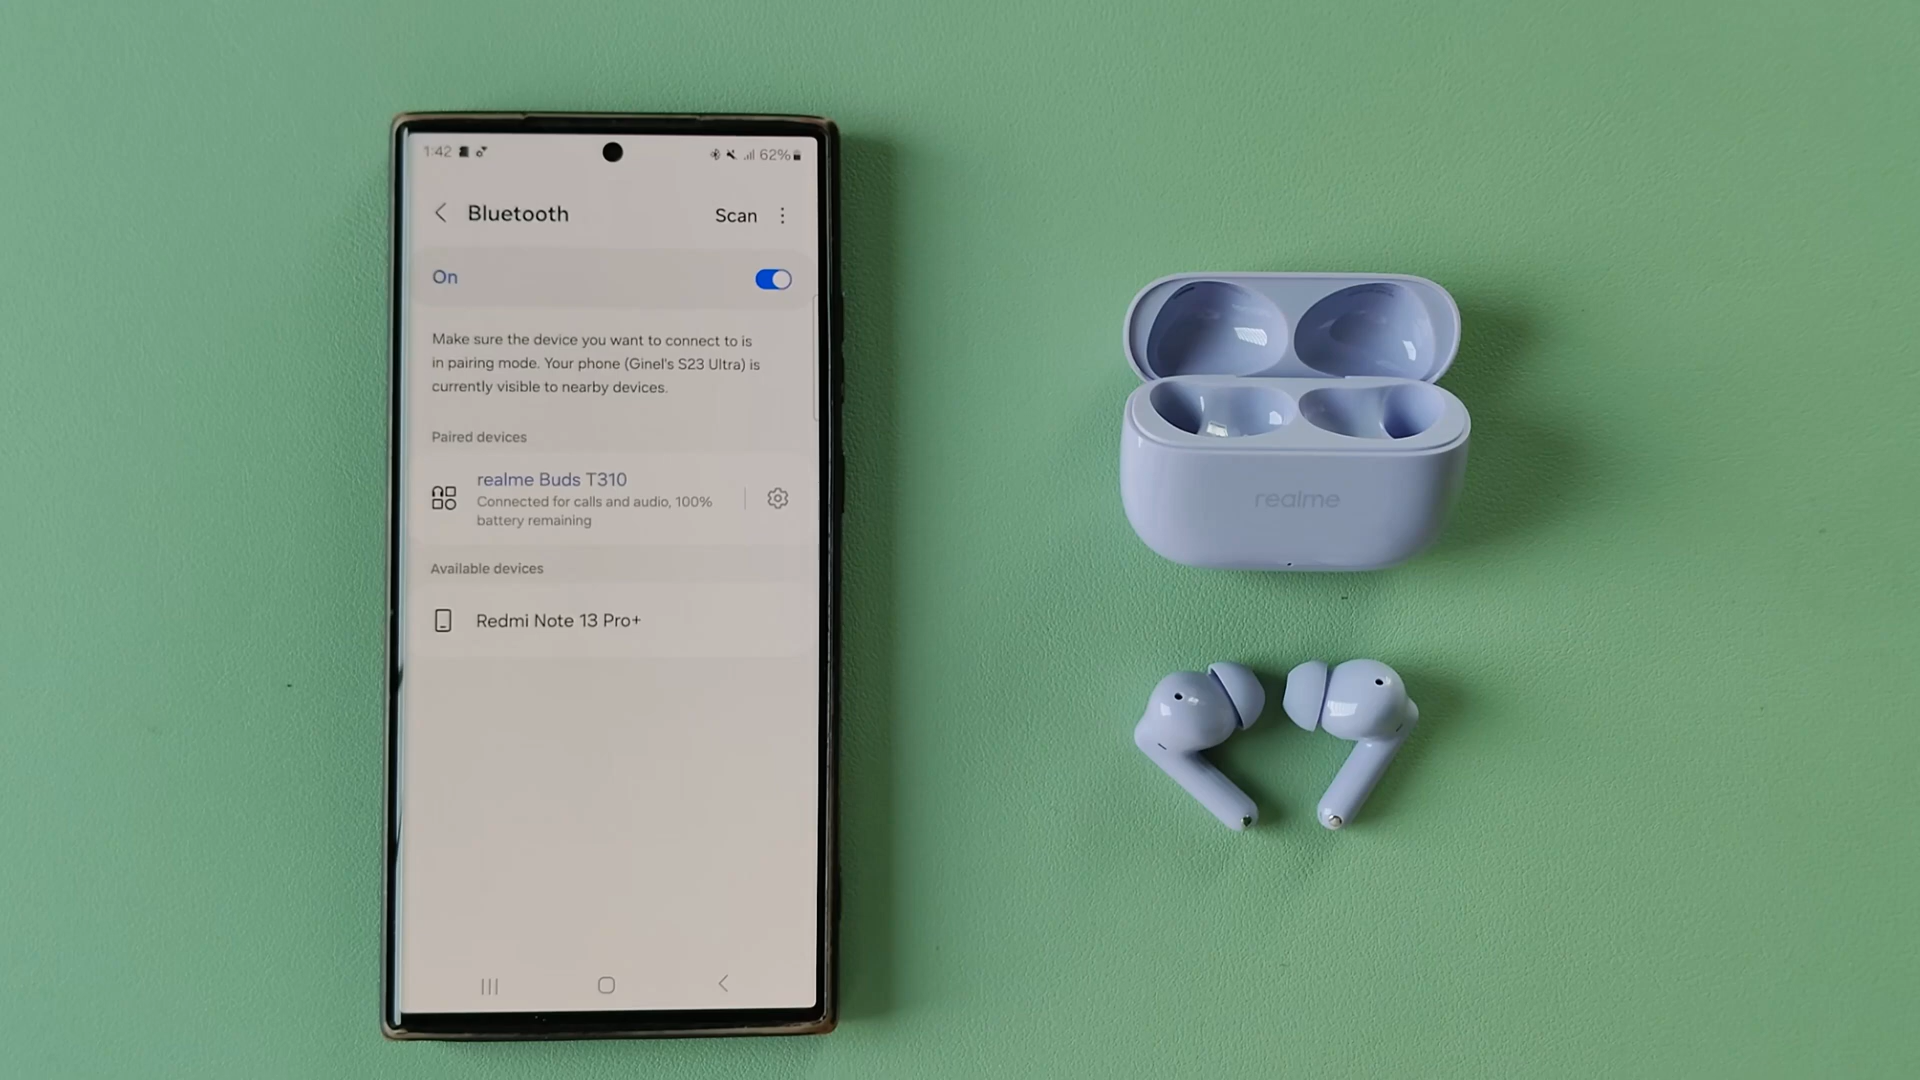 1:42
62%
Bluetooth
Scan
On
Make sure the device you want to connect to is
in pairing mode. Your phone (Ginel's S23 Ultra) is
currently visible to nearby devices.
Paired devices
realme Buds T310
Connected for calls and audio, 100%
battery remaining
Available devices
Redmi Note 13 Pro+
realme